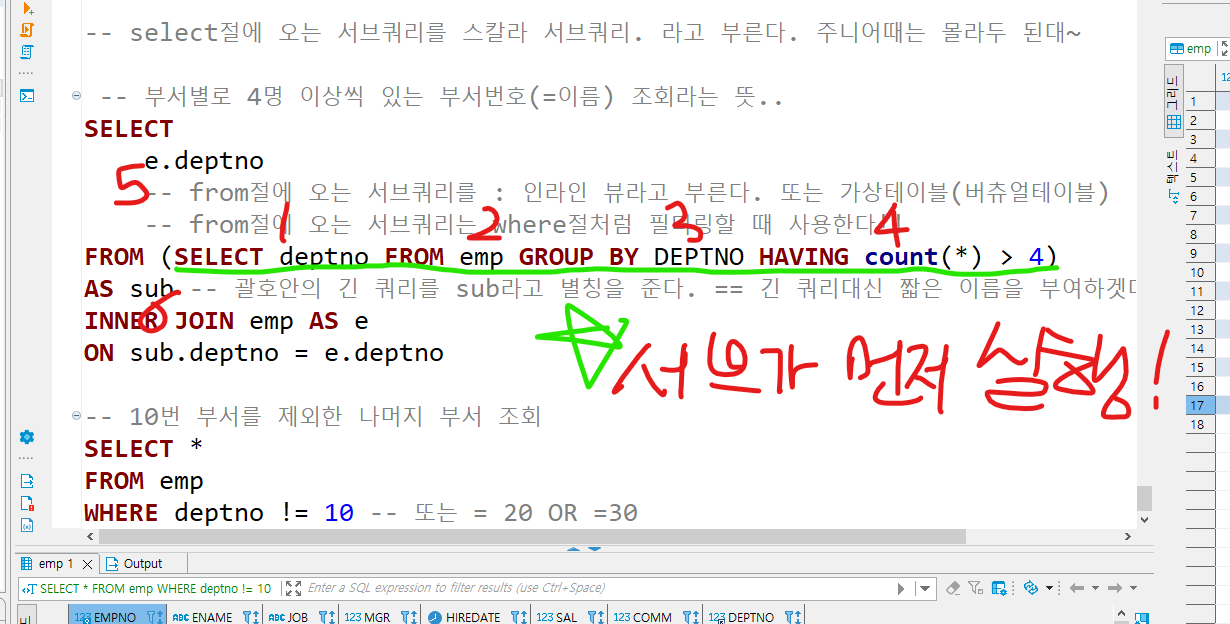 -- select절에 오는 서브쿼리를 스칼라 서브쿼리. 라고 부른다. 주니어때는 몰라두 된대~
-- 부서별로 4명 이상씩 있는 부서번호(=이름) 조회라는 뜻..
SELECT
e.deptno
5
-- from절에 오는 서브쿼리를 : 인라인 뷰라고 부른다. 또는 가상테이블(버츄얼테이블)
-- from절에 오는 서브쿼리는 where절처럼 필터링할 때 사용한다
1 2 3 4
FROM (SELECT deptno FROM emp GROUP BY DEPTNO HAVING count(*) > 4)
AS sub -- 괄호안의 긴 쿼리를 sub라고 별칭을 준다. == 긴 쿼리대신 짧은 이름을 부여하겟다
6
INNER JOIN emp AS e
ON sub.deptno = e.deptno
서브가 먼저 실행!
-- 10번 부서를 제외한 나머지 부서 조회
SELECT *
FROM emp
WHERE deptno != 10 -- 또는 = 20 OR =30
emp 1 Output
SELECT * FROM emp WHERE deptno != 10 Enter a SQL expression to filter results (use Ctrl+Space)
123 EMPNO ABC ENAME ABC JOB 123 MGR HIREDATE 123 SAL 123 COMM 123 DEPTNO
emp
그리드
텍스트
12
1
2
3
4
5
6
7
8
9
10
11
12
13
14
15
16
17
18